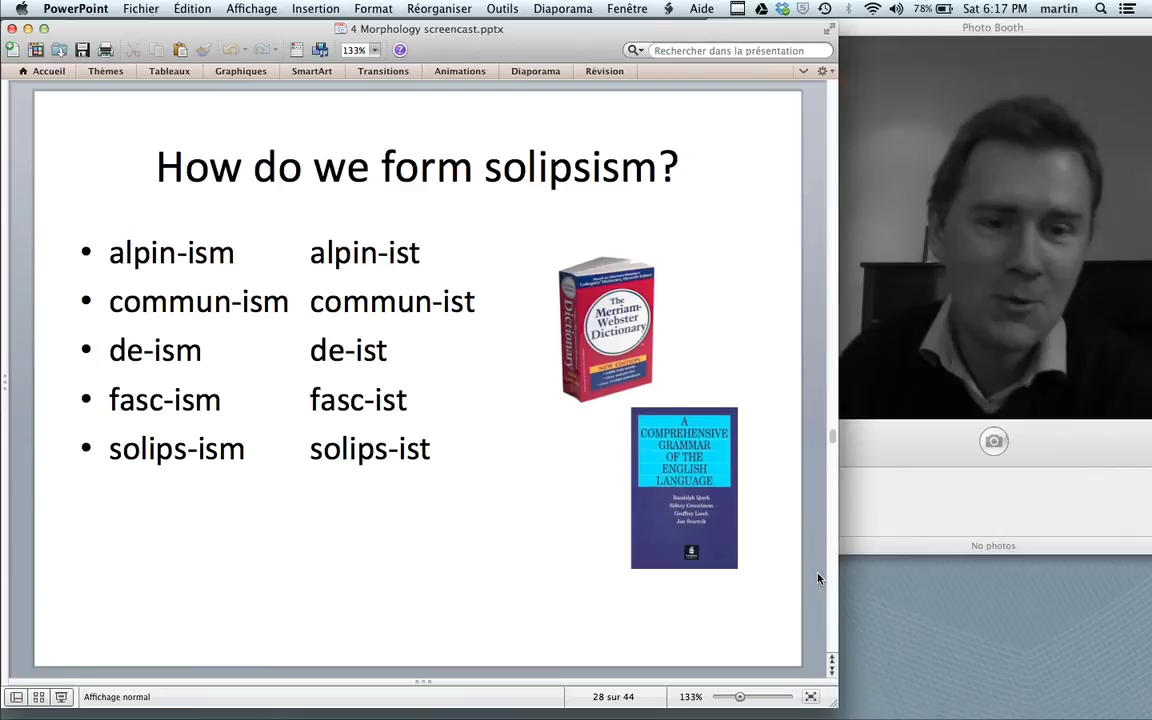 PowerPoint Fichier Édition Affichage Insertion Format Réorganiser Outils Diaporama Fenêtre Aide 78% Sat 6:17 PM martin
4 Morphology screencast.pptx
Photo Booth
133% Rechercher dans la présentation
Accueil Thèmes Tableaux Graphiques SmartArt Transitions Animations Diaporama Révision
How do we form solipsism?
• alpin-ism alpin-ist
• commun-ism commun-ist
• de-ism de-ist
• fasc-ism fasc-ist
• solips-ism solips-ist
The
Merriam-
Webster
Dictionary
NEW EDITION
Dictionary
A
COMPREHENSIVE
GRAMMAR
OF THE
ENGLISH
LANGUAGE
Randolph Quirk
Sidney Greenbaum
Geoffrey Leech
Jan Svartvik
No photos
Affichage normal 28 sur 44 133%